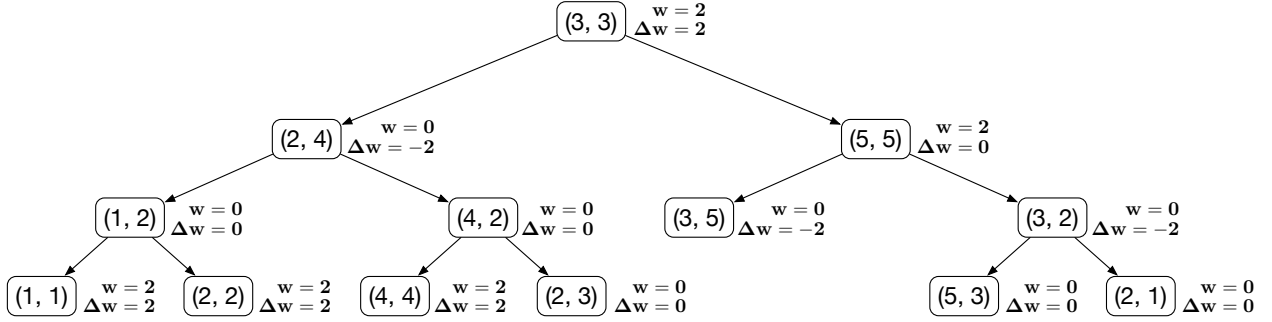 (3, 3)
w = 2
Δw = 2
(2, 4)
w = 0
Δw = −2
(5, 5)
w = 2
Δw = 0
(1, 2)
w = 0
Δw = 0
(4, 2)
w = 0
Δw = 0
(3, 5)
w = 0
Δw = −2
(3, 2)
w = 0
Δw = −2
(1, 1)
w = 2
Δw = 2
(2, 2)
w = 2
Δw = 2
(4, 4)
w = 2
Δw = 2
(2, 3)
w = 0
Δw = 0
(5, 3)
w = 0
Δw = 0
(2, 1)
w = 0
Δw = 0